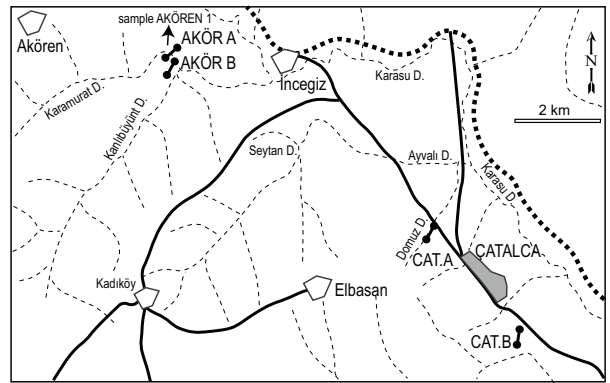 sample AKÖREN 1
Akören
AKÖR A
AKÖR B
İncegiz
Karasu D.
N
2 km
Karamurat D.
Kanlıbüyünt D.
Seytan D.
Ayvalı D.
Karasu D.
Domuz D.
CAT.A
ÇATALCA
Kadıköy
Elbasan
CAT.B